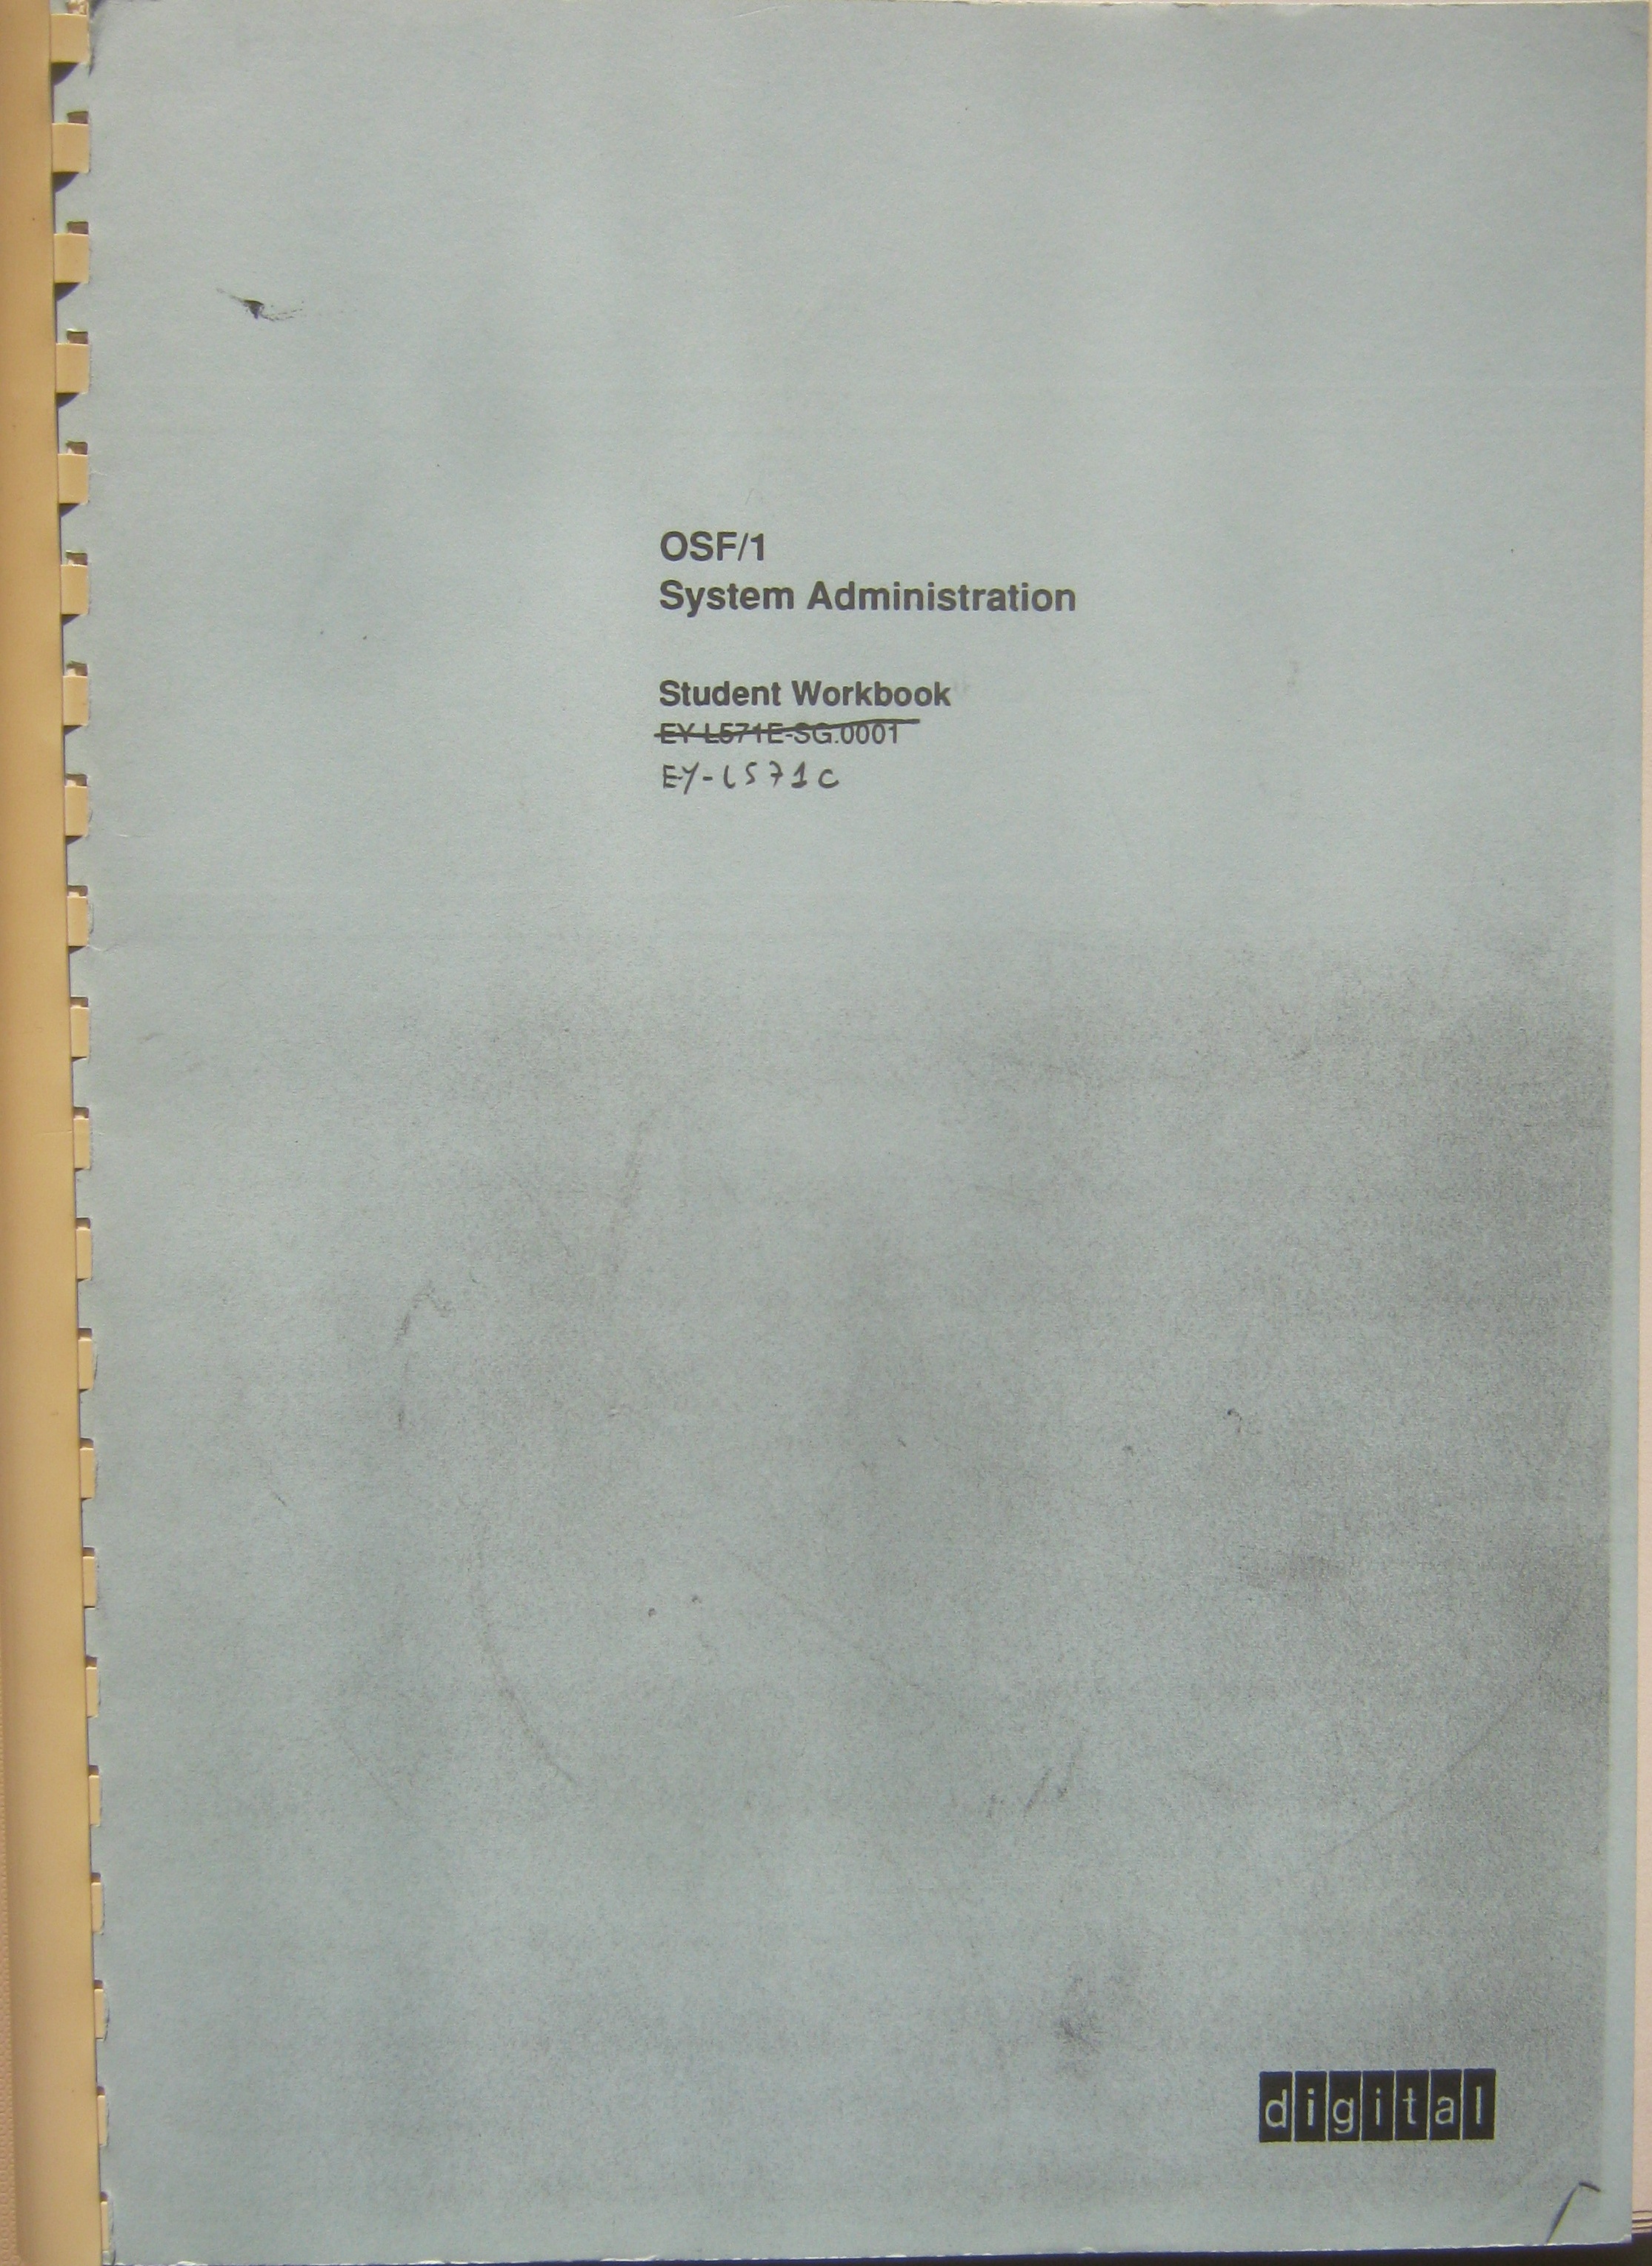 OSF/1
System Administration
Student Workbook
EY-L571E-SG.0001
EY-L571C
digital